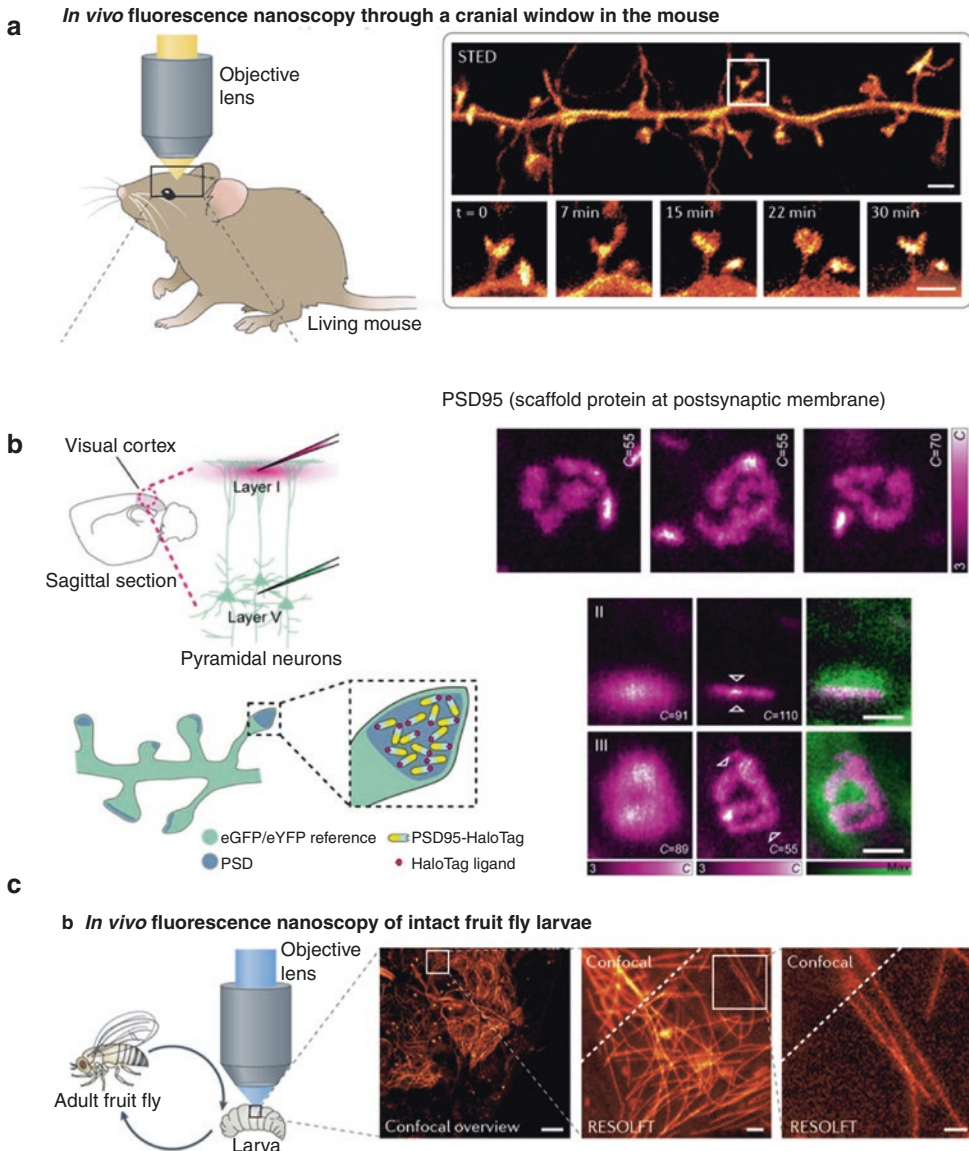 In vivo fluorescence nanoscopy through a cranial window in the mouse
a
Objective
lens
Living mouse
STED
t = 0
7 min
15 min
22 min
30 min
PSD95 (scaffold protein at postsynaptic membrane)
b
Visual cortex
Sagittal section
Layer I
Layer V
Pyramidal neurons
eGFP/eYFP reference
PSD
PSD95-HaloTag
HaloTag ligand
C=55
C=55
C=70
3
C
II
C=91
C=110
III
C=89
C=55
3
C
3
C
Max
c
b In vivo fluorescence nanoscopy of intact fruit fly larvae
Objective
lens
Adult fruit fly
Larva
Confocal overview
Confocal
RESOLFT
Confocal
RESOLFT